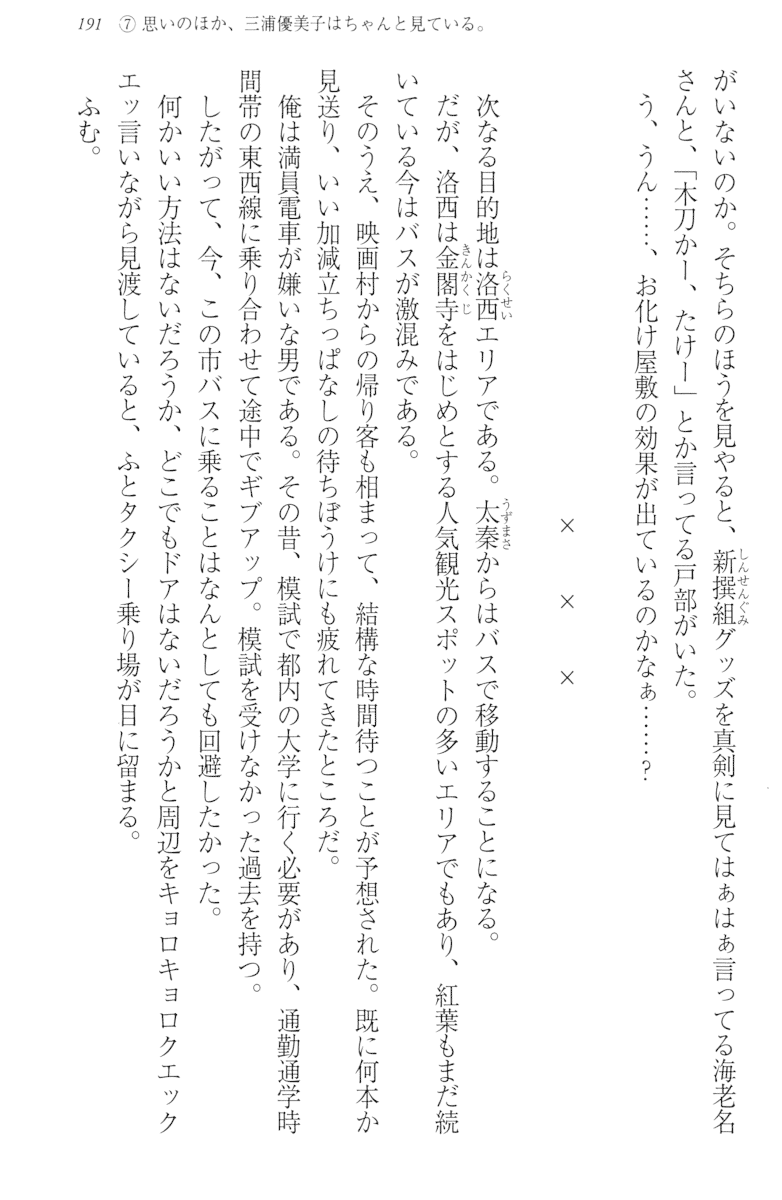 191 ⑦ 思いのほか、三浦優美子はちゃんと見ている。
がいないのか。そちらのほうを見やると、新撰組グッズを真剣に見てはぁはぁ言ってる海老名
しんせんぐみ
さんと、「木刀かー、たけー」とか言ってる戸部がいた。
う、うん……、お化け屋敷の効果が出ているのかなぁ……?
×　×　×
次なる目的地は洛西エリアである。太秦からはバスで移動することになる。
らくせい
うずまさ
だが、洛西は金閣寺をはじめとする人気観光スポットの多いエリアでもあり、紅葉もまだ続
きんかくじ
いている今はバスが激混みである。
そのうえ、映画村からの帰り客も相まって、結構な時間待つことが予想された。既に何本か
見送り、いい加減立ちっぱなしの待ちぼうけにも疲れてきたところだ。
俺は満員電車が嫌いな男である。その昔、模試で都内の大学に行く必要があり、通勤通学時
間帯の東西線に乗り合わせて途中でギブアップ。模試を受けなかった過去を持つ。
したがって、今、この市バスに乗ることはなんとしても回避したかった。
何かいい方法はないだろうか、どこでもドアはないだろうかと周辺をキョロキョロクエック
エッ言いながら見渡していると、ふとタクシー乗り場が目に留まる。
ふむ。